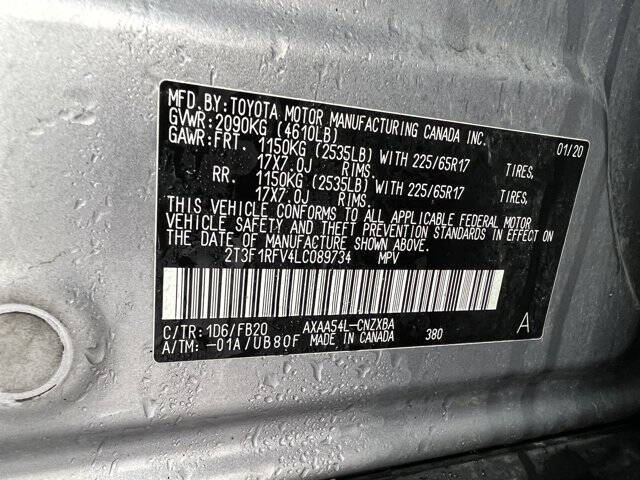 MFD.BY:TOYOTA MOTOR MANUFACTURING CANADA INC.
GVWR:2090KG (4610LB) 01/20
GAWR:FRT. 1150KG (2535LB) WITH 225/65R17 TIRES,
17X7.0J RIMS.
RR. 1150KG (2535LB) WITH 225/65R17 TIRES,
17X7.0J RIMS.
THIS VEHICLE CONFORMS TO ALL APPLICABLE FEDERAL MOTOR
VEHICLE SAFETY AND THEFT PREVENTION STANDARDS IN EFFECT ON
THE DATE OF MANUFACTURE SHOWN ABOVE.
2T3F1RFV4LC089734 MPV
C/TR:1D6/FB20 AXAA54L-CNZXBA A
A/TM:-01A/UB80F MADE IN CANADA 380